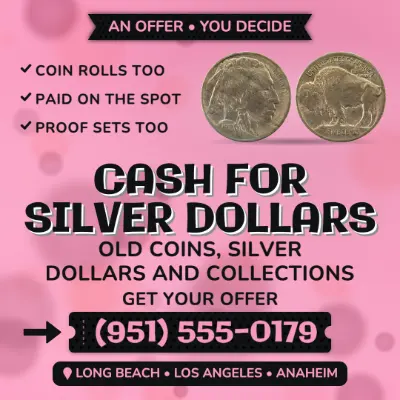 AN OFFER • YOU DECIDE
✓ COIN ROLLS TOO
✓ PAID ON THE SPOT
✓ PROOF SETS TOO
CASH FOR
SILVER DOLLARS
OLD COINS, SILVER
DOLLARS AND COLLECTIONS
GET YOUR OFFER
(951) 555-0179
LONG BEACH • LOS ANGELES • ANAHEIM